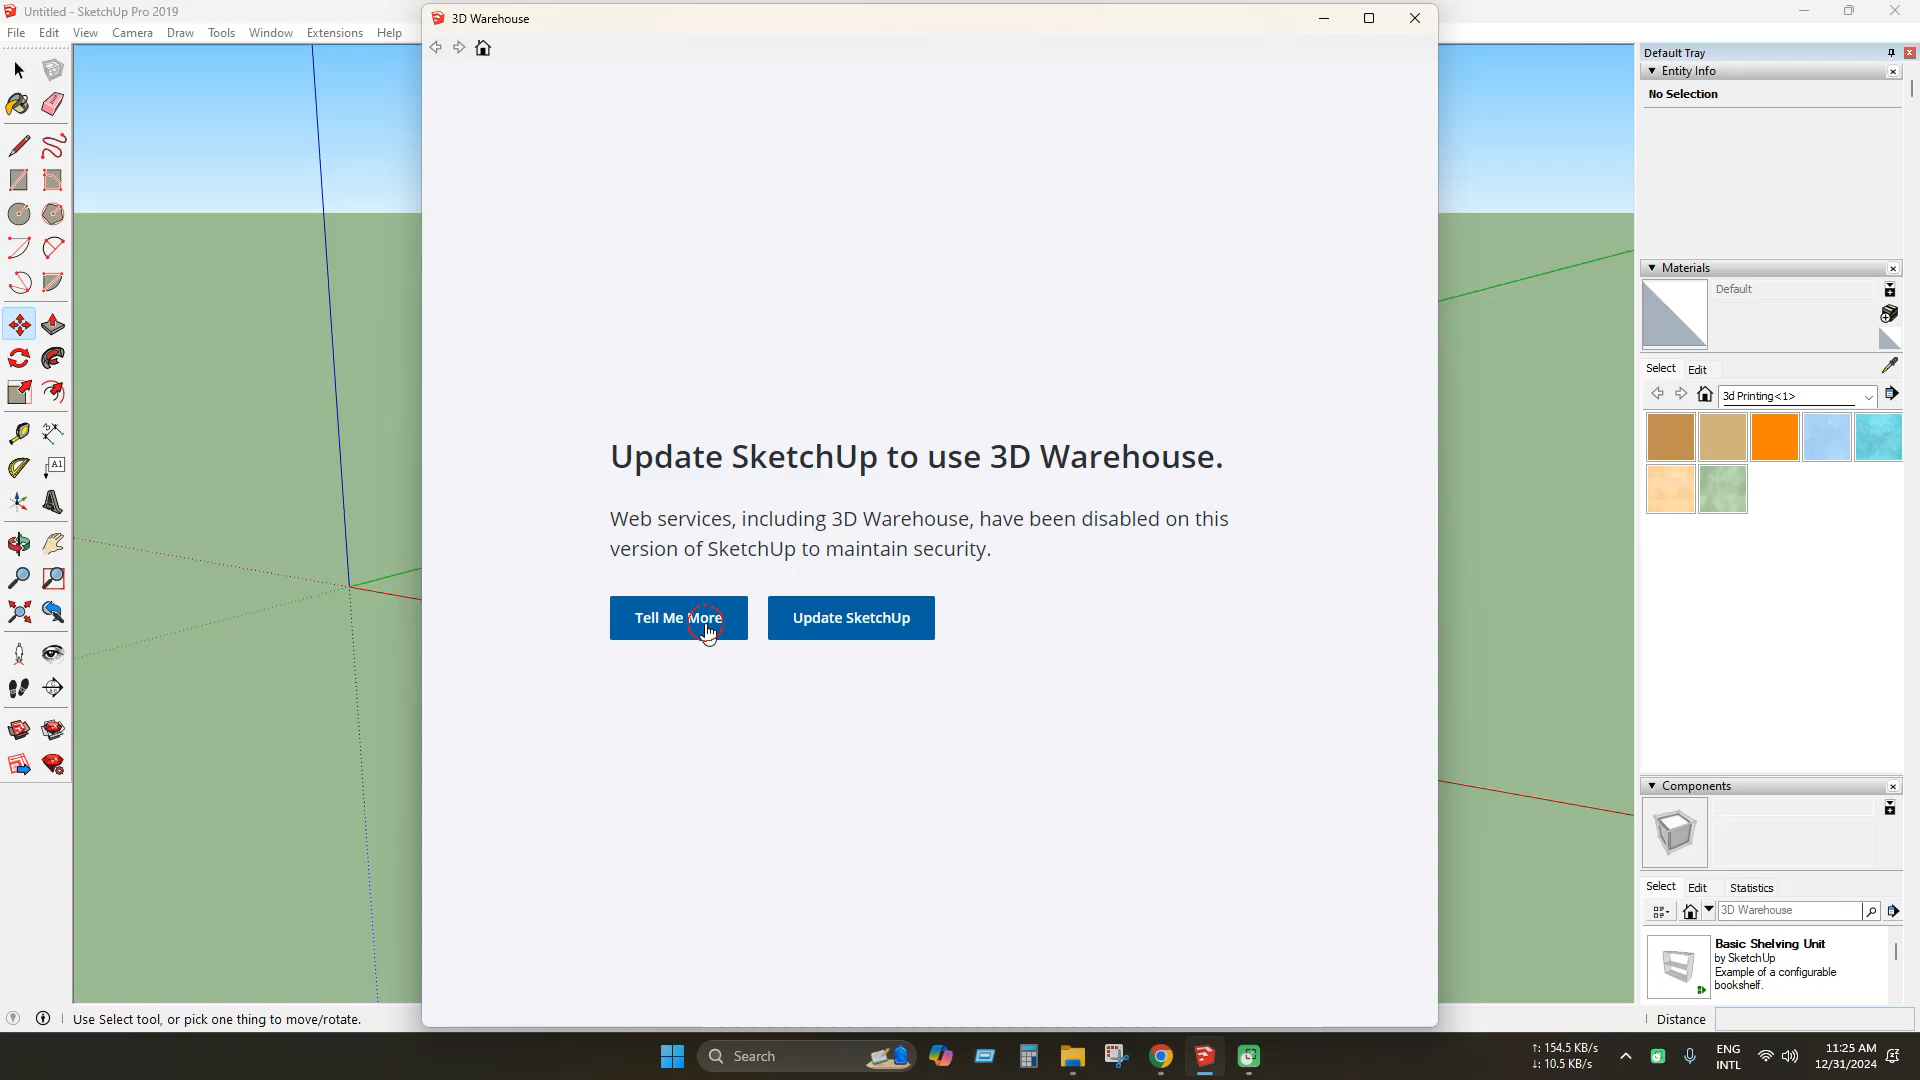 Untitled - SketchUp Pro 2019
File Edit View Camera Draw Tools Window Extensions Help
3D Warehouse
Update SketchUp to use 3D Warehouse.
Web services, including 3D Warehouse, have been disabled on this
version of SketchUp to maintain security.
Tell Me More
Update SketchUp
Default Tray
Entity Info
No Selection
Materials
Default
Select Edit
3d Printing<1>
Components
Select Edit Statistics
3D Warehouse
Basic Shelving Unit
by SketchUp
Example of a configurable
bookshelf.
A1
Use Select tool, or pick one thing to move/rotate.
Distance
Search
↑: 154.5 KB/s
↓: 10.5 KB/s
ENG
INTL
11:25 AM
12/31/2024